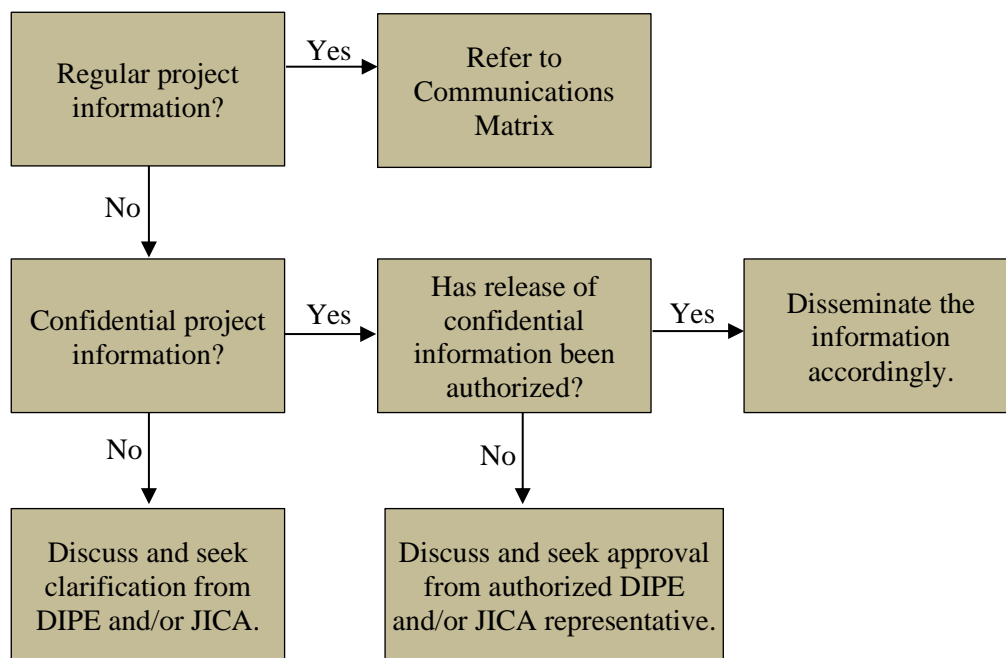 Regular project
information?
Yes
Refer to
Communications
Matrix
No
Confidential project
information?
Yes
Has release of
confidential
information been
authorized?
Yes
Disseminate the
information
accordingly.
No
No
Discuss and seek
clarification from
DIPE and/or JICA.
Discuss and seek approval
from authorized DIPE
and/or JICA representative.